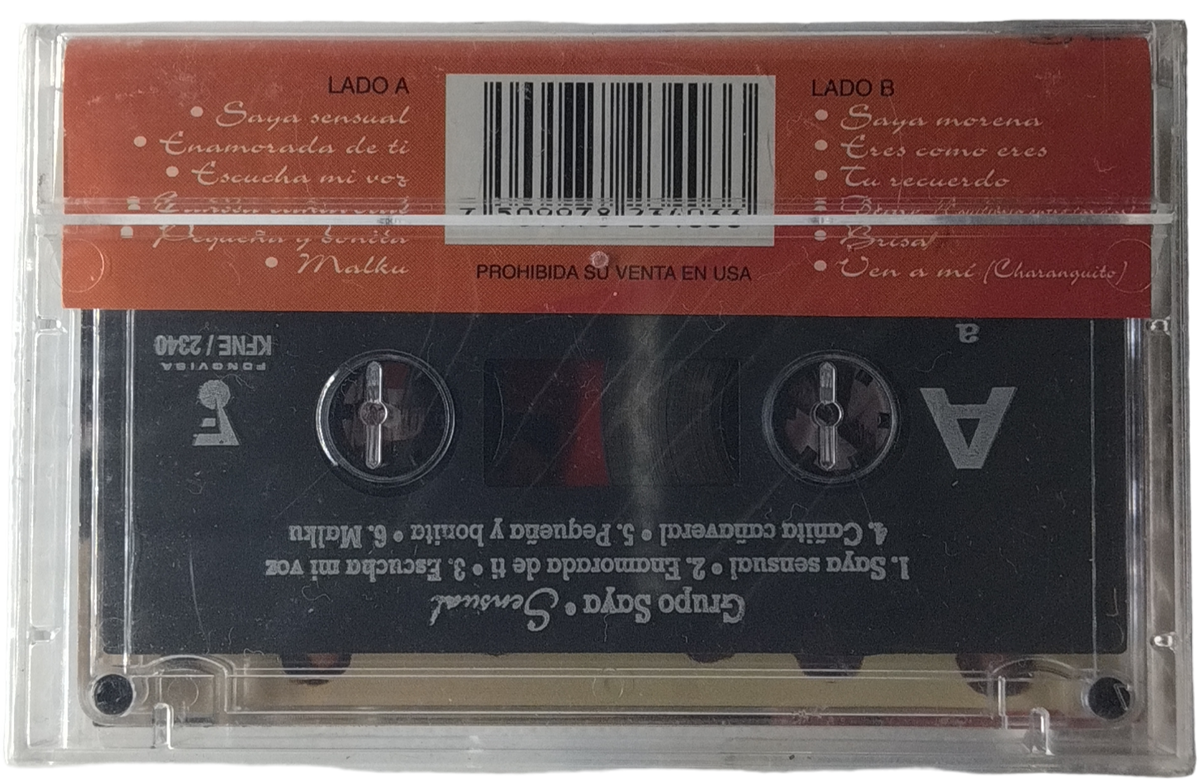 LADO A
• Saya sensual
• Enamorada de ti
• Escucha mi voz
• Cañita cañaveral
• Pequeña y bonita
• Malku
PROHIBIDA SU VENTA EN USA
LADO B
• Saya morena
• Eres como eres
• Tu recuerdo
• Brisa
• Ven a mí (Charanguito)
a
A
KFNE / 2340
FONOVISA
Grupo Saya • Sensual
1. Saya sensual • 2. Enamorada de ti • 3. Escucha mi voz
4. Cañita cañaveral • 5. Pequeña y bonita • 6. Malku